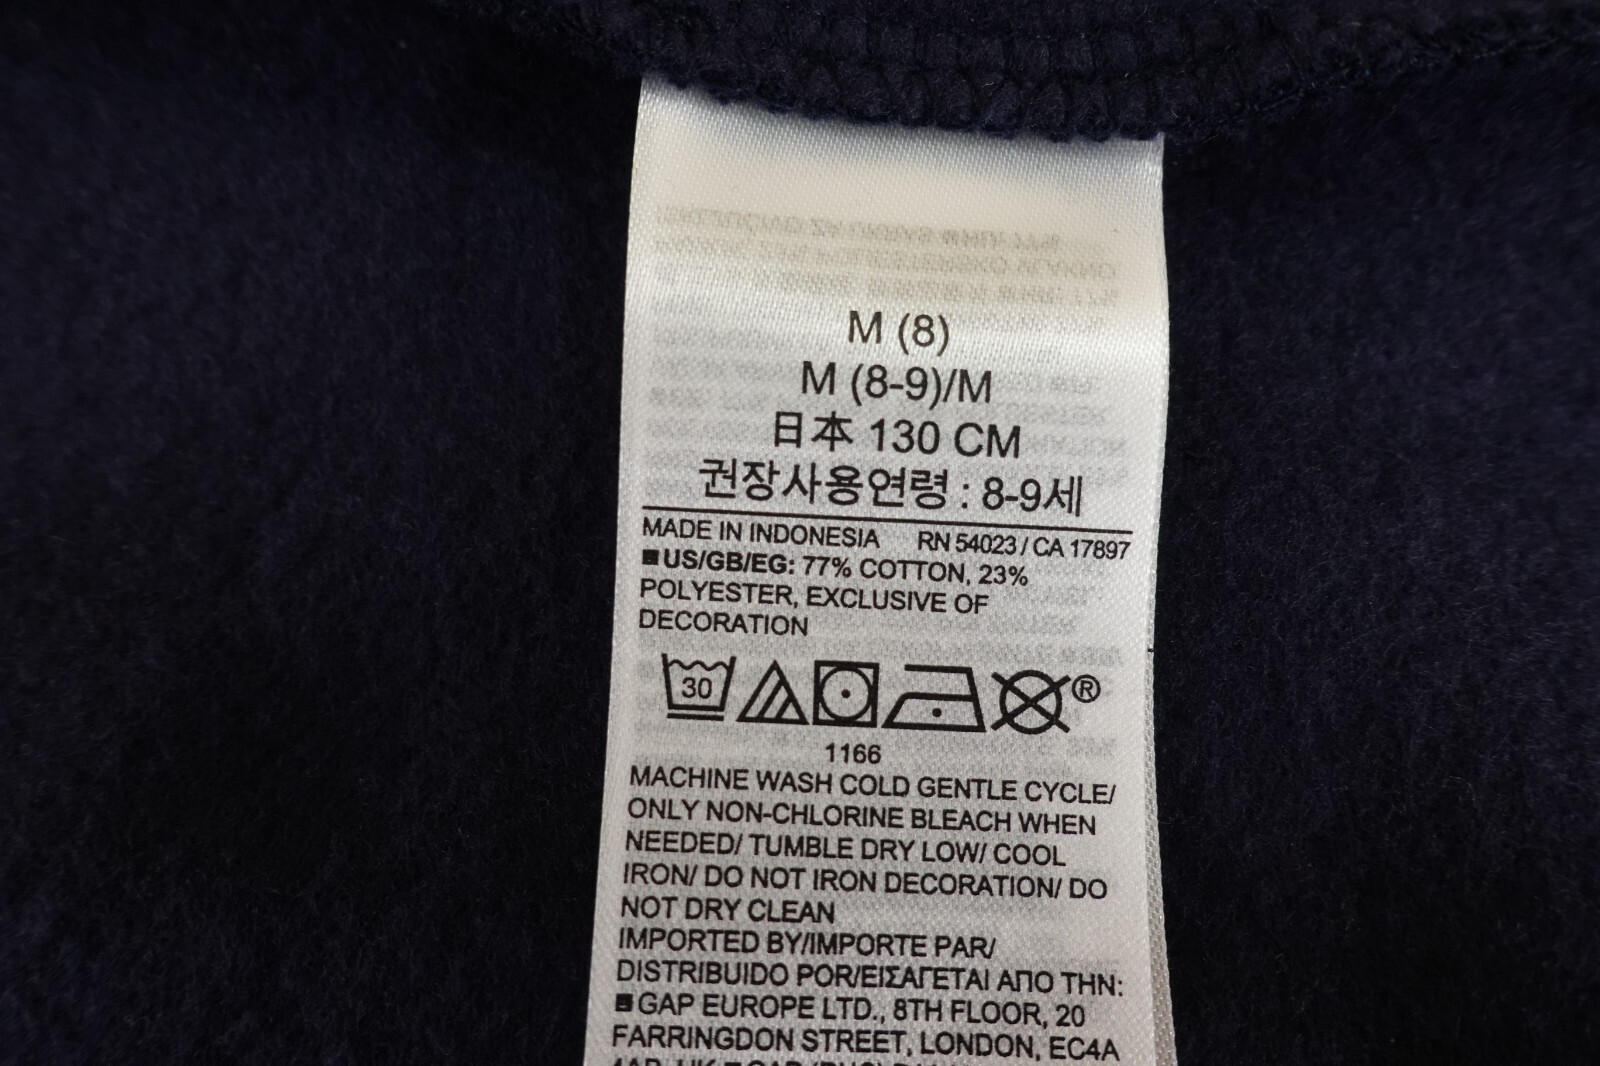 M (8)
M (8-9)/M
日本 130 CM
권장사용연령 : 8-9세
MADE IN INDONESIA RN 54023 / CA 17897
■US/GB/EG: 77% COTTON, 23%
POLYESTER, EXCLUSIVE OF
DECORATION
30
®
1166
MACHINE WASH COLD GENTLE CYCLE/
ONLY NON-CHLORINE BLEACH WHEN
NEEDED/ TUMBLE DRY LOW/ COOL
IRON/ DO NOT IRON DECORATION/ DO
NOT DRY CLEAN
IMPORTED BY/IMPORTE PAR/
DISTRIBUIDO POR/ΕΙΣΑΓΕΤΑΙ ΑΠΟ ΤΗΝ:
■GAP EUROPE LTD., 8TH FLOOR, 20
FARRINGDON STREET, LONDON, EC4A